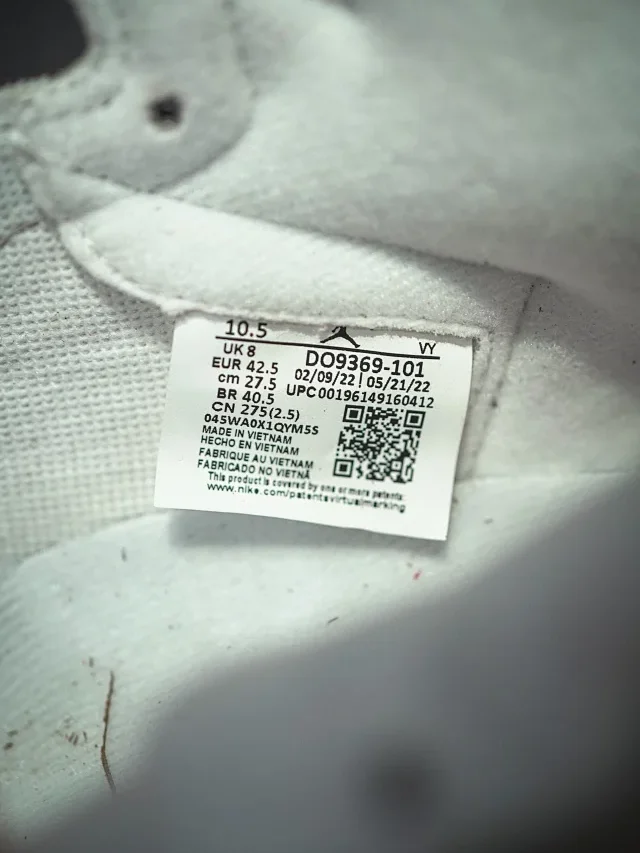 10.5 VY
UK 8
EUR 42.5
cm 27.5
BR 40.5
CN 275(2.5)
DO9369-101
02/09/22 | 05/21/22
UPC00196149160412
045WA0X1QYM5S
MADE IN VIETNAM
HECHO EN VIETNAM
FABRIQUE AU VIETNAM
FABRICADO NO VIETNÃ
This product is covered by one or more patents:
www.nike.com/patentsvirtualmarking